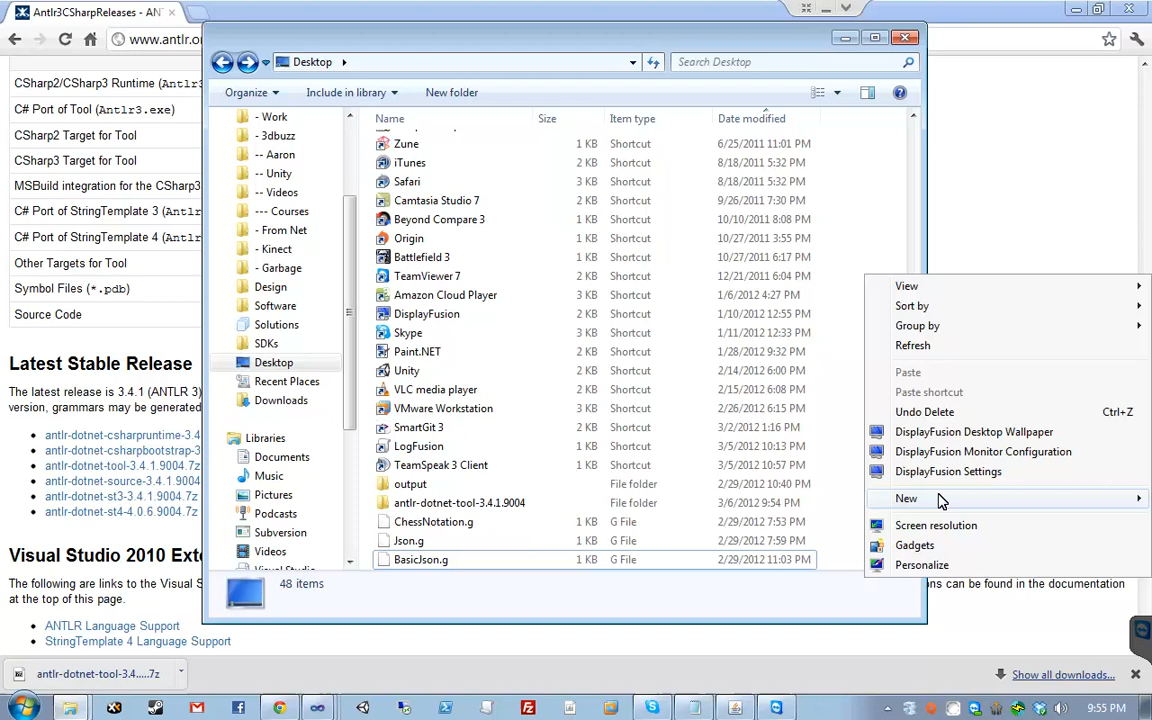 Antlr3CSharpReleases - AN
www.antlr.o
CSharp2/CSharp3 Runtime (Antlr3
C# Port of Tool (Antlr3.exe)
CSharp2 Target for Tool
CSharp3 Target for Tool
MSBuild integration for the CSharp3
C# Port of StringTemplate 3 (Antlr
C# Port of StringTemplate 4 (Antlr
Other Targets for Tool
Symbol Files (*.pdb)
Source Code
Latest Stable Release
The latest release is 3.4.1 (ANTLR 3)
version, grammars may be generated
antlr-dotnet-csharpruntime-3.4
antlr-dotnet-csharpbootstrap-3
antlr-dotnet-tool-3.4.1.9004.7z
antlr-dotnet-source-3.4.1.9004
antlr-dotnet-st3-3.4.1.9004.7z
antlr-dotnet-st4-4.0.6.9004.7z
Visual Studio 2010 Exte
The following are links to the Visual S
at the top of this page.
ns can be found in the documentation
ANTLR Language Support
StringTemplate 4 Language Support
Desktop
Search Desktop
Organize
Include in library
New folder
- Work
- 3dbuzz
-- Aaron
-- Unity
-- Videos
--- Courses
- From Net
- Kinect
- Garbage
Design
Software
Solutions
SDKs
Desktop
Recent Places
Downloads
Libraries
Documents
Music
Pictures
Podcasts
Subversion
Videos
Name Size Item type Date modified
Zune 1 KB Shortcut 6/25/2011 11:01 PM
iTunes 2 KB Shortcut 8/18/2011 5:32 PM
Safari 3 KB Shortcut 8/18/2011 5:32 PM
Camtasia Studio 7 2 KB Shortcut 9/26/2011 7:30 PM
Beyond Compare 3 1 KB Shortcut 10/10/2011 8:08 PM
Origin 1 KB Shortcut 10/27/2011 3:55 PM
Battlefield 3 1 KB Shortcut 10/27/2011 6:17 PM
TeamViewer 7 1 KB Shortcut 12/21/2011 6:04 PM
Amazon Cloud Player 1 KB Shortcut 1/6/2012 4:27 PM
DisplayFusion 1 KB Shortcut 1/10/2012 12:55 PM
Skype 3 KB Shortcut 1/11/2012 12:33 PM
Paint.NET 1 KB Shortcut 1/28/2012 9:32 PM
Unity 2 KB Shortcut 2/14/2012 6:00 PM
VLC media player 1 KB Shortcut 2/15/2012 6:08 PM
VMware Workstation 3 KB Shortcut 2/26/2012 6:15 PM
SmartGit 3 2 KB Shortcut 3/2/2012 1:16 PM
LogFusion 1 KB Shortcut 3/5/2012 10:13 PM
TeamSpeak 3 Client 1 KB Shortcut 3/5/2012 10:57 PM
output File folder 2/29/2012 10:40 PM
antlr-dotnet-tool-3.4.1.9004 File folder 3/6/2012 9:54 PM
ChessNotation.g 1 KB G File 2/29/2012 7:53 PM
Json.g 1 KB G File 2/29/2012 7:59 PM
BasicJson.g 1 KB G File 2/29/2012 11:03 PM
48 items
View
Sort by
Group by
Refresh
Paste
Paste shortcut
Undo Delete Ctrl+Z
DisplayFusion Desktop Wallpaper
DisplayFusion Monitor Configuration
DisplayFusion Settings
New
Screen resolution
Gadgets
Personalize
antlr-dotnet-tool-3.4.....7z
Show all downloads...
9:55 PM